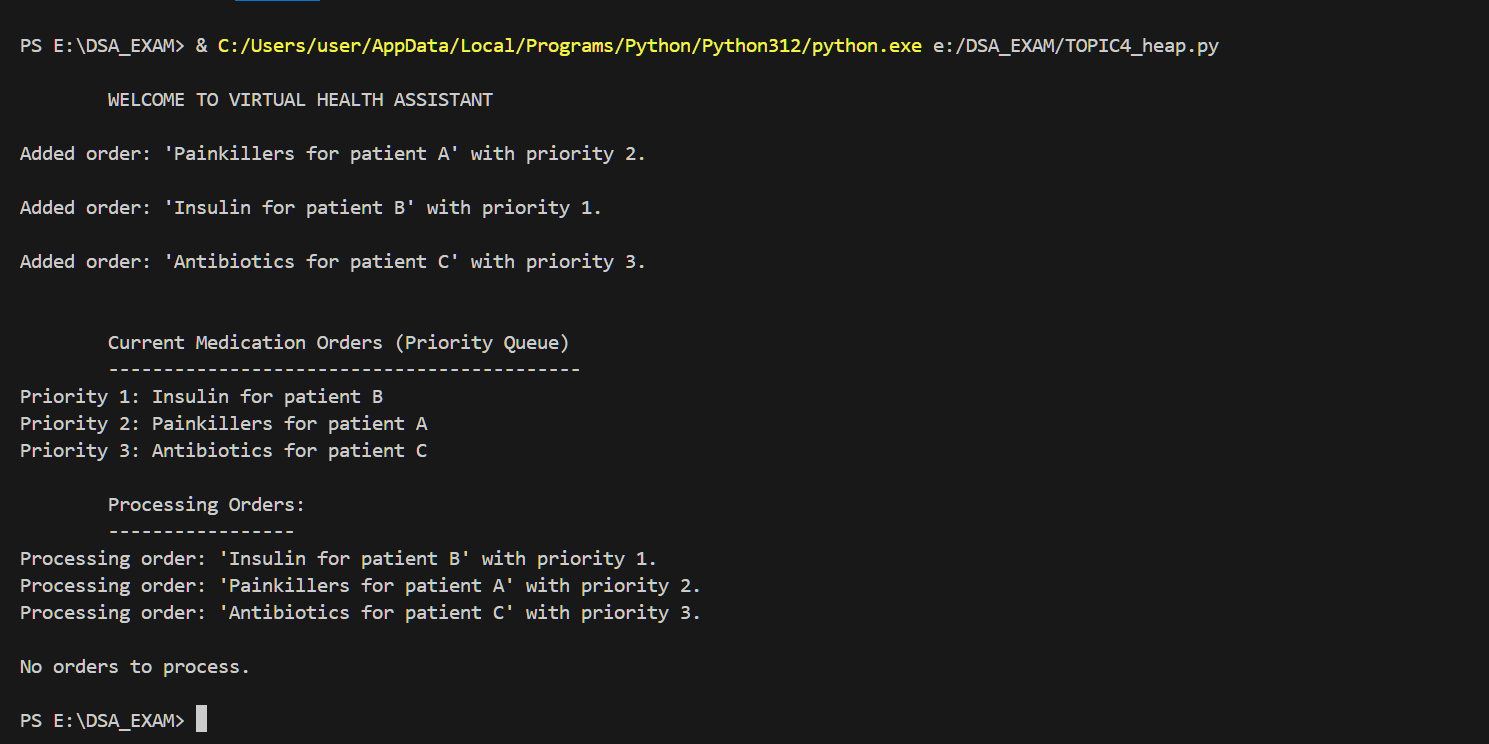 PS E:\DSA_EXAM> & C:/Users/user/AppData/Local/Programs/Python/Python312/python.exe e:/DSA_EXAM/TOPIC4_heap.py
WELCOME TO VIRTUAL HEALTH ASSISTANT
Added order: 'Painkillers for patient A' with priority 2.
Added order: 'Insulin for patient B' with priority 1.
Added order: 'Antibiotics for patient C' with priority 3.
Current Medication Orders (Priority Queue)
-------------------------------------------
Priority 1: Insulin for patient B
Priority 2: Painkillers for patient A
Priority 3: Antibiotics for patient C
Processing Orders:
-----------------
Processing order: 'Insulin for patient B' with priority 1.
Processing order: 'Painkillers for patient A' with priority 2.
Processing order: 'Antibiotics for patient C' with priority 3.
No orders to process.
PS E:\DSA_EXAM>